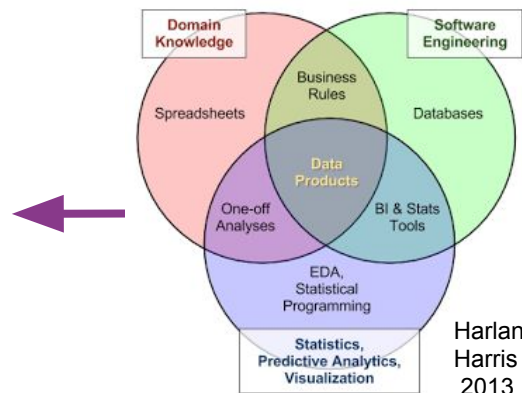 Domain
Knowledge
Software
Engineering
Business
Rules
Spreadsheets
Databases
Data
Products
One-off
Analyses
BI & Stats
Tools
EDA,
Statistical
Programming
Statistics,
Predictive Analytics,
Visualization
Harlan
Harris
2013